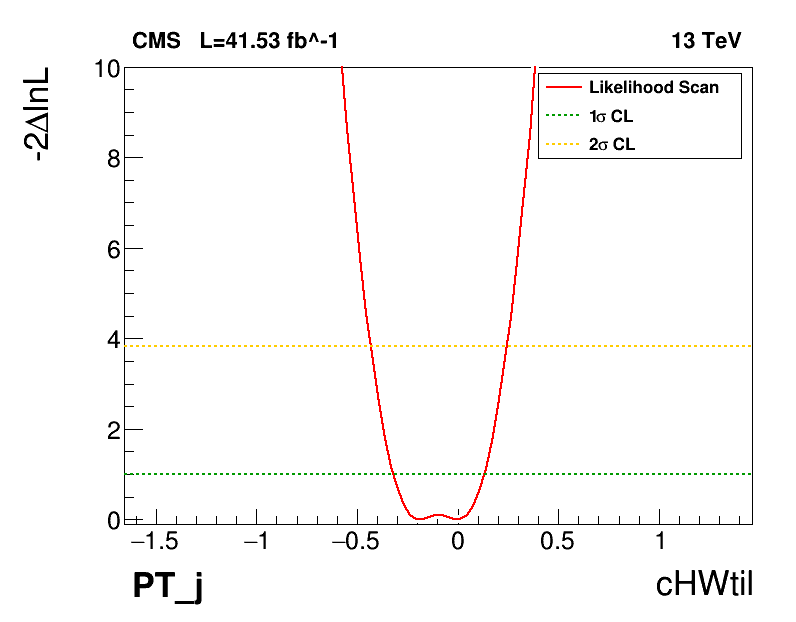 CMS L=41.53 fb^-1 13 TeV
-2ΔlnL
10
8
6
4
2
0
Likelihood Scan
1σ CL
2σ CL
−1.5 −1 −0.5 0 0.5 1
PT_j cHWtil